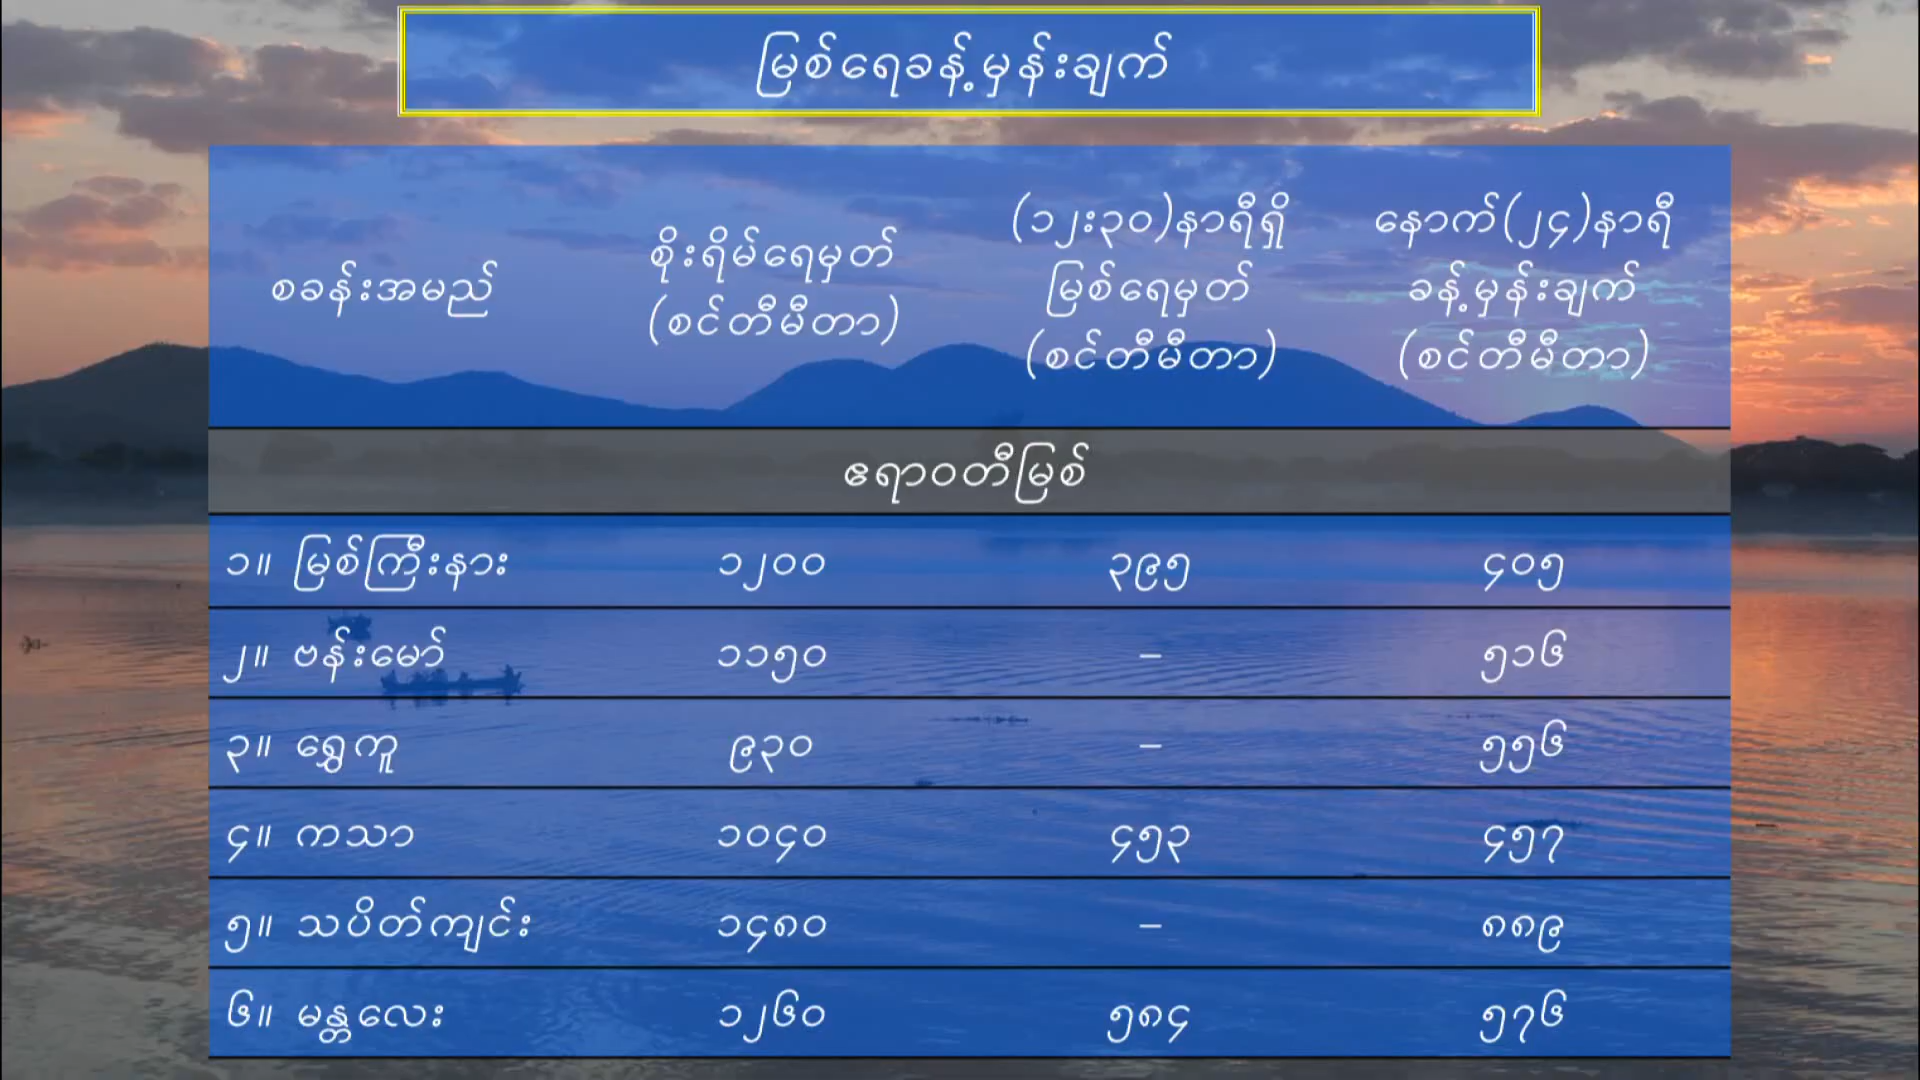 မြစ်ရေခန့်မှန်းချက်
စခန်းအမည် စိုးရိမ်ရေမှတ် (စင်တီမီတာ) (၁၂း၃၀)နာရီရှိ မြစ်ရေမှတ် (စင်တီမီတာ) နောက်(၂၄)နာရီ ခန့်မှန်းချက် (စင်တီမီတာ)
ဧရာဝတီမြစ်
၁။ မြစ်ကြီးနား ၁၂၀၀ ၃၉၅ ၄၀၅
၂။ ဗန်းမော် ၁၁၅၀ – ၅၁၆
၃။ ရွှေကူ ၉၃၀ – ၅၅၆
၄။ ကသာ ၁၀၄၀ ၄၅၃ ၄၅၇
၅။ သပိတ်ကျင်း ၁၄၈၀ – ၈၈၉
၆။ မန္တလေး ၁၂၆၀ ၅၈၄ ၅၇၆